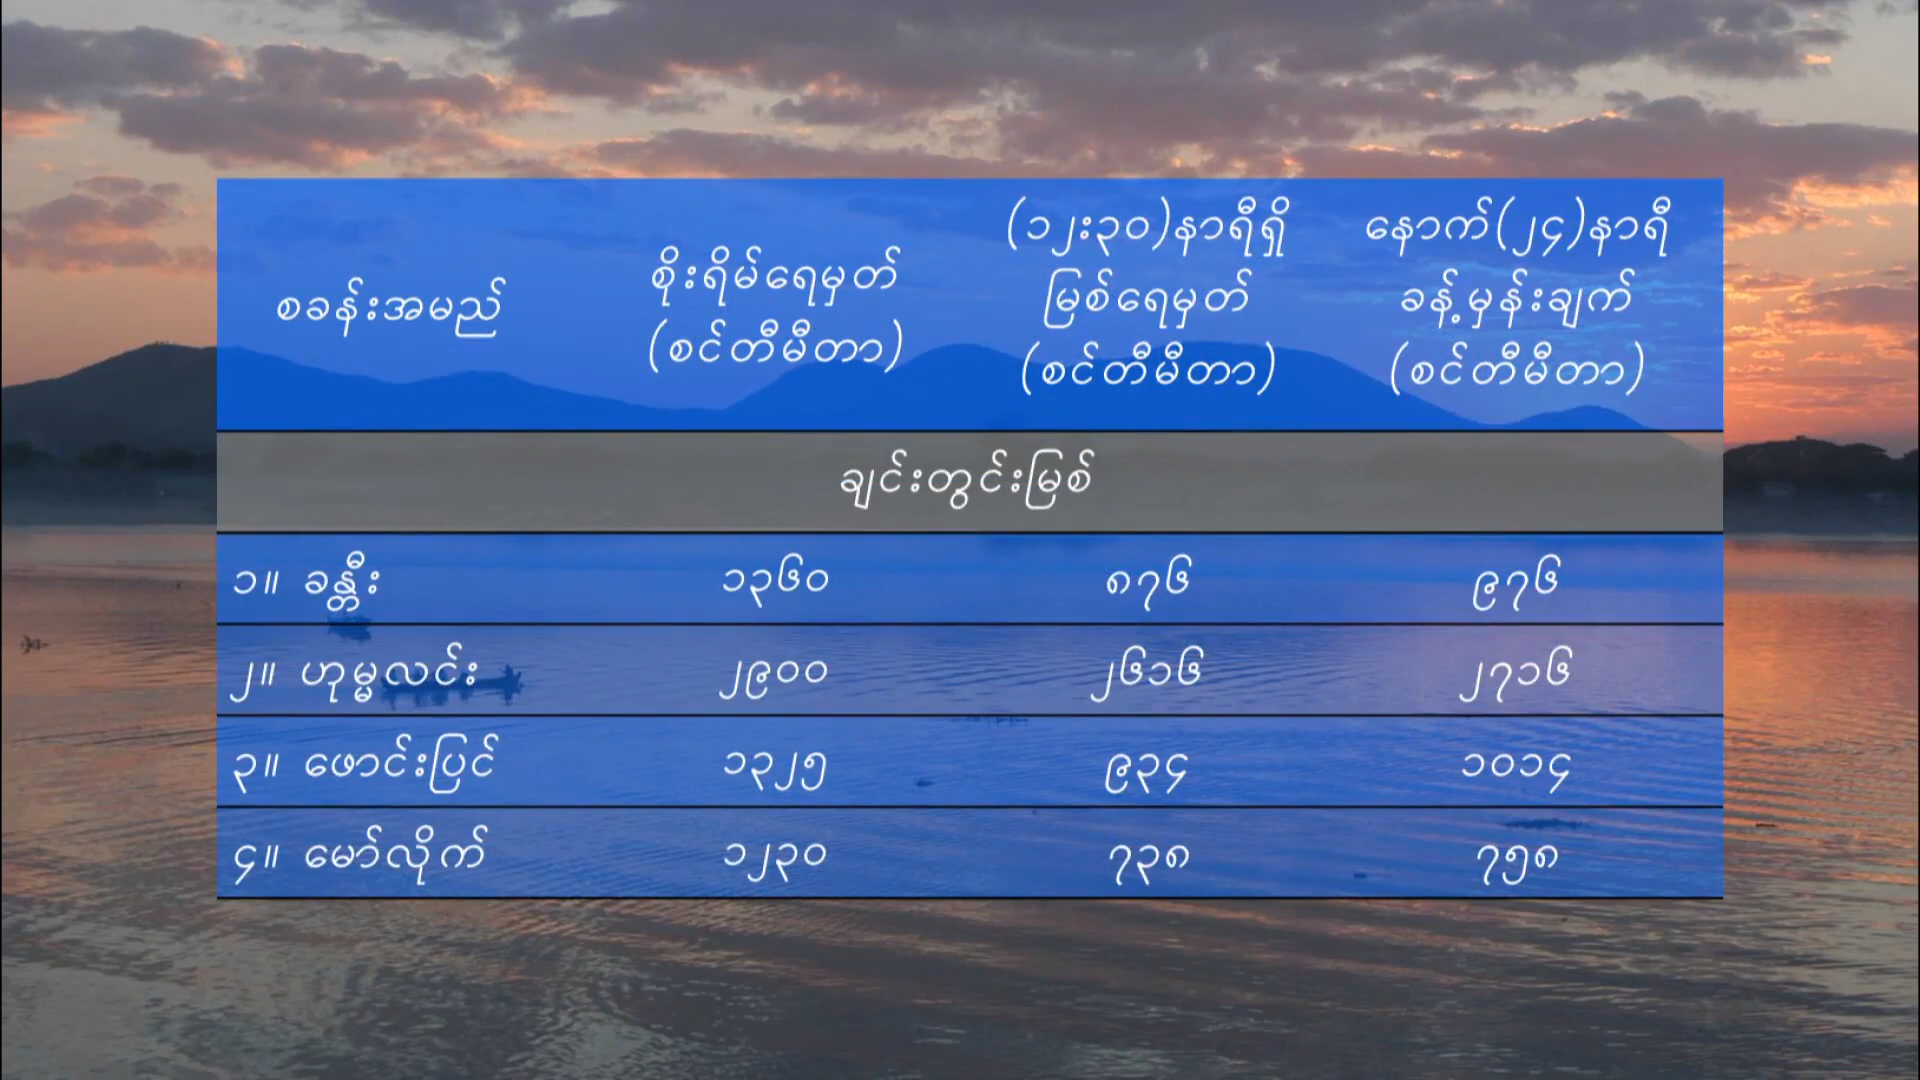 စခန်းအမည်
စိုးရိမ်ရေမှတ်
(စင်တီမီတာ)
(၁၂း၃၀)နာရီရှိ
မြစ်ရေမှတ်
(စင်တီမီတာ)
နောက်(၂၄)နာရီ
ခန့်မှန်းချက်
(စင်တီမီတာ)
ချင်းတွင်းမြစ်
၁။ ခန္တီး ၁၃၆၀ ၈၇၆ ၉၇၆
၂။ ဟုမ္မလင်း ၂၉၀၀ ၂၆၁၆ ၂၇၁၆
၃။ ဖောင်းပြင် ၁၃၂၅ ၉၃၄ ၁၀၁၄
၄။ မော်လိုက် ၁၂၃၀ ၇၃၈ ၇၅၈